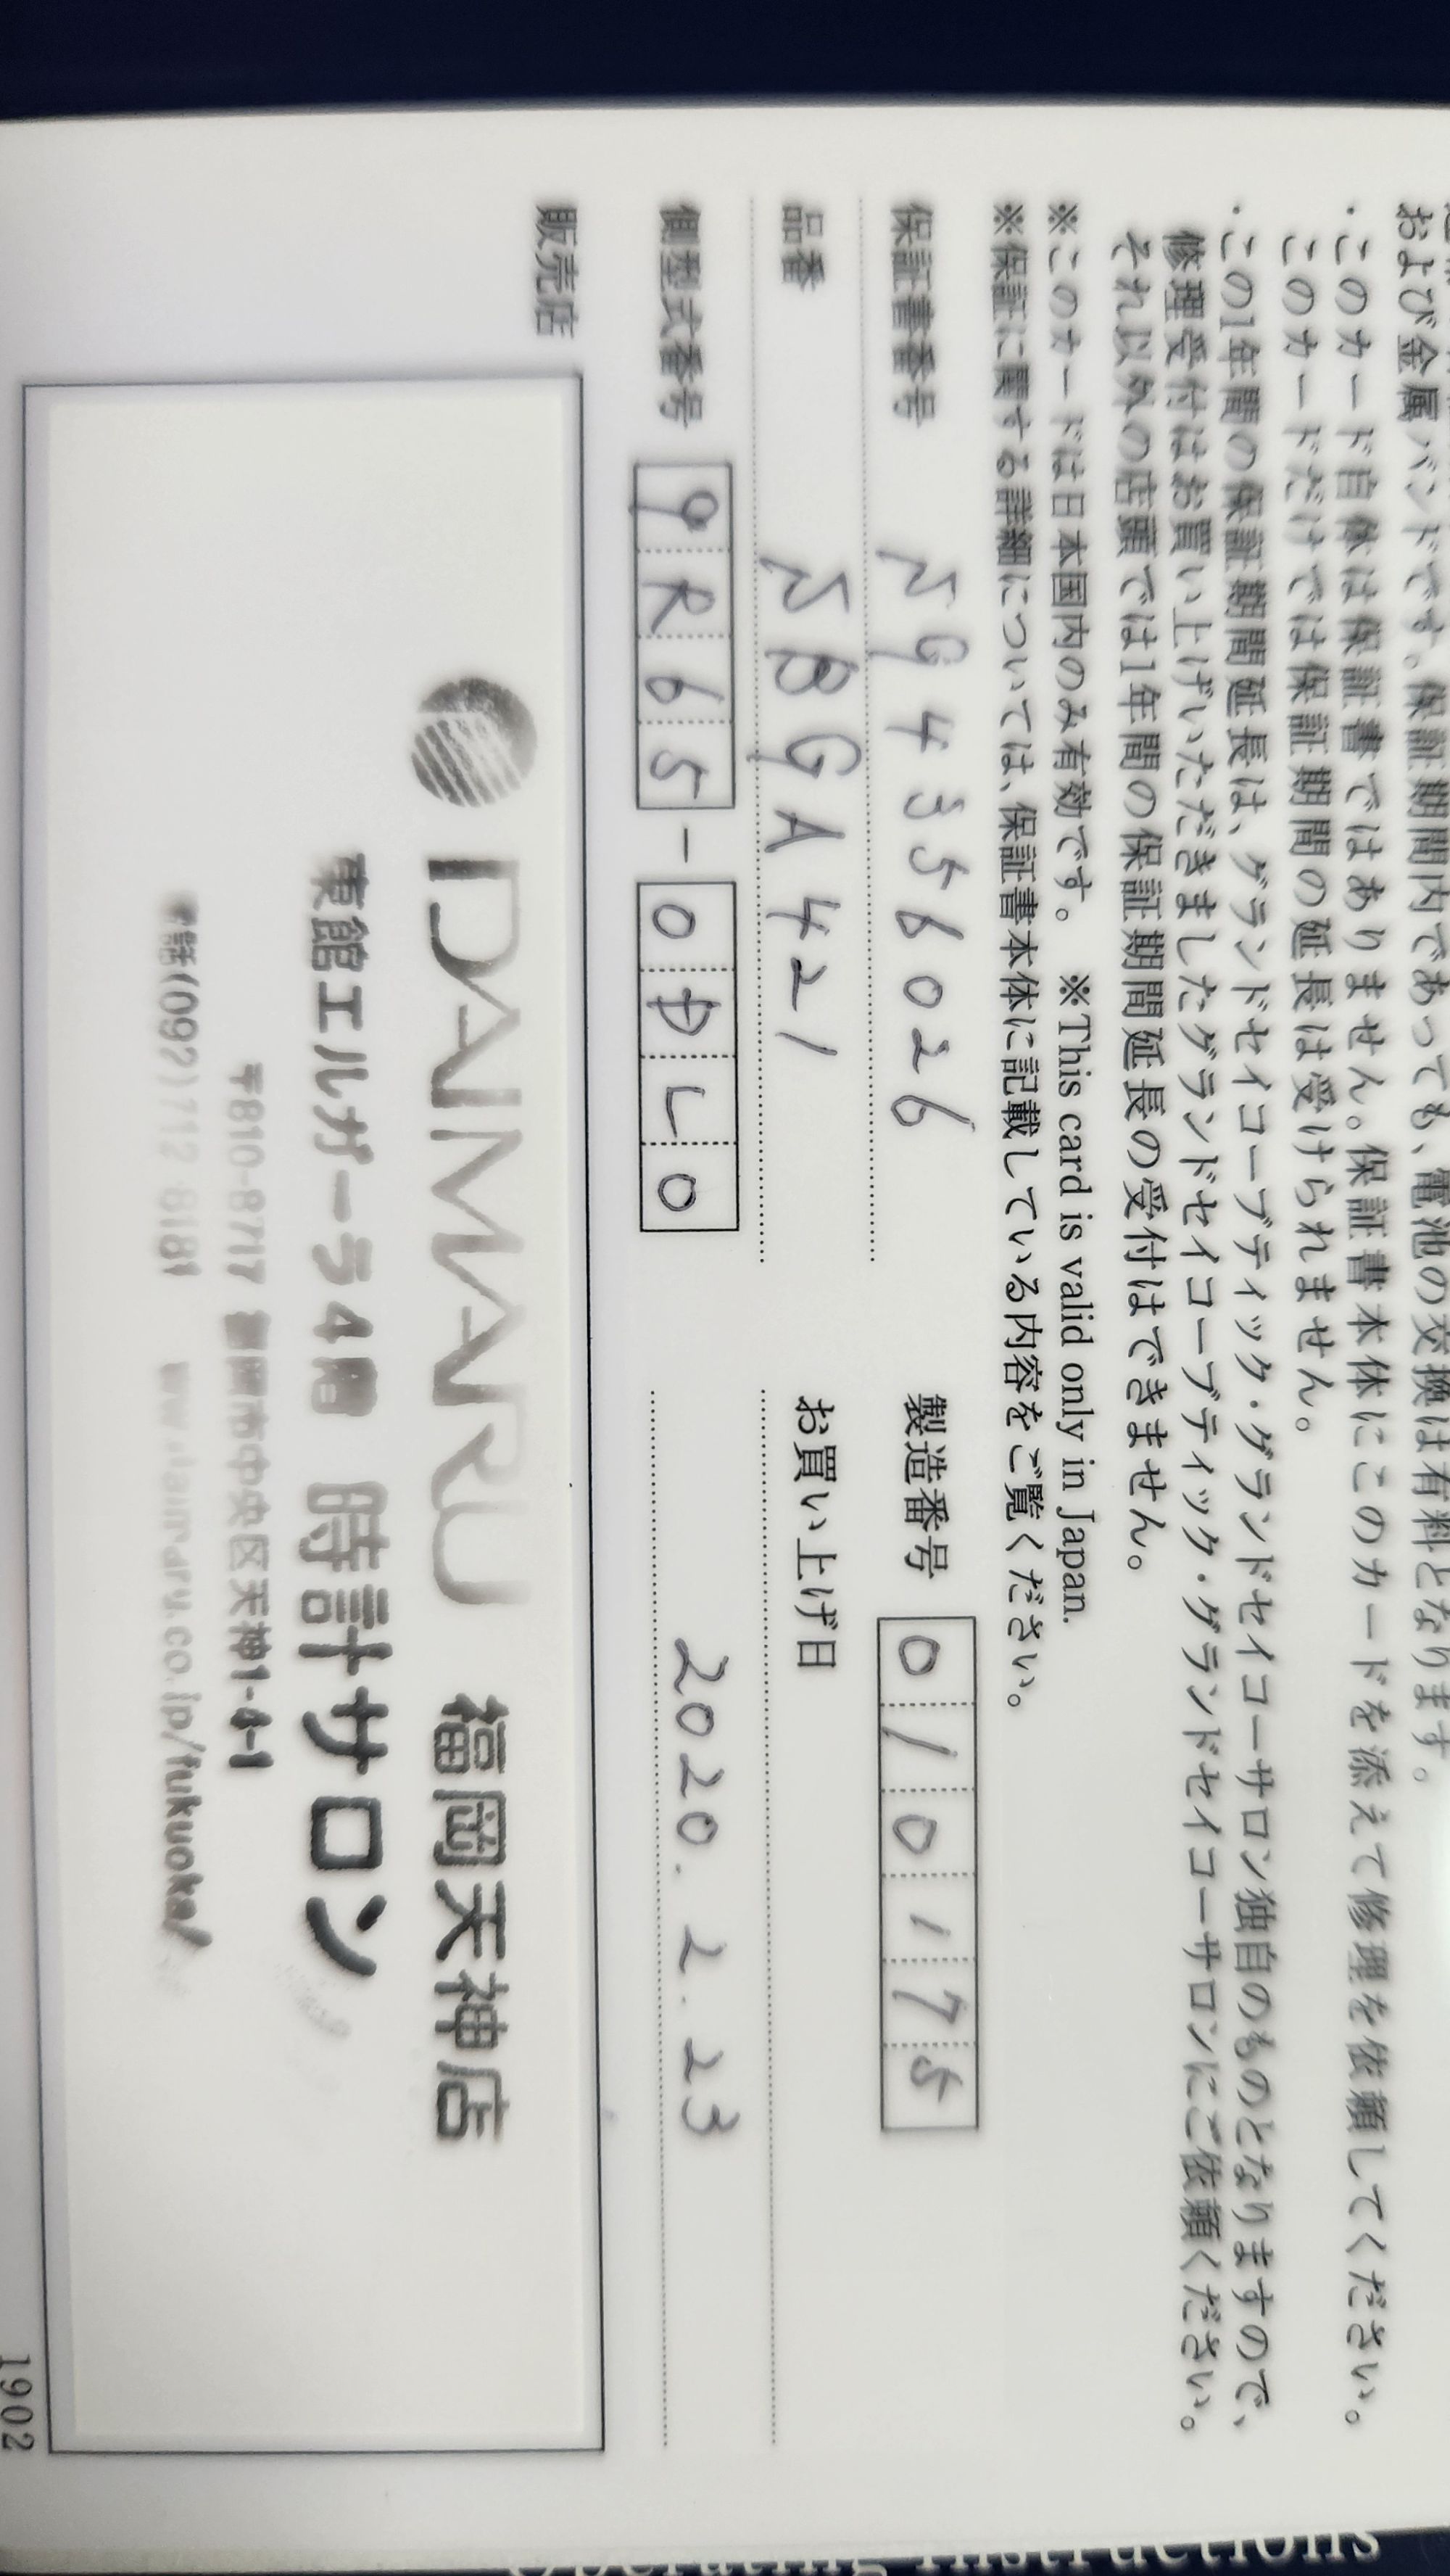 および金属バンドです。保証期間内であっても、電池の交換は有料となります。
・このカード自体は保証書ではありません。保証書本体にこのカードを添えて修理を依頼してください。
このカードだけでは保証期間の延長は受けられません。
・この1年間の保証期間延長は、グランドセイコーブティック・グランドセイコーサロン独自のものとなりますので、
修理受付はお買い上げいただきましたグランドセイコーブティック・グランドセイコーサロンにご依頼ください。
それ以外の店頭では1年間の保証期間延長の受付はできません。
※このカードは日本国内のみ有効です。 ※This card is valid only in Japan.
※保証に関する詳細については、保証書本体に記載している内容をご覧ください。
保証書番号 SG4356026 製造番号 010175
品番 SBGA421 お買い上げ日
側型式番号 9R65-0DL0 2020.2.23
販売店
DAIMARU 福岡天神店
東館エルガーラ4階 時計サロン
〒810-8717 福岡市中央区天神1-4-1
電話(092)712-8181 www.daimaru.co.jp/fukuoka/
1902
Operating Instructions